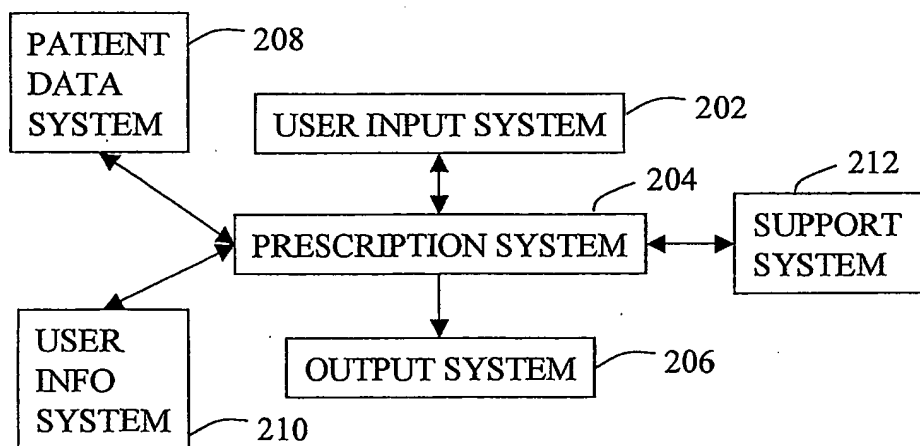 PATIENT
DATA
SYSTEM
208
USER INPUT SYSTEM
202
204
PRESCRIPTION SYSTEM
212
SUPPORT
SYSTEM
USER
INFO
SYSTEM
210
OUTPUT SYSTEM
206